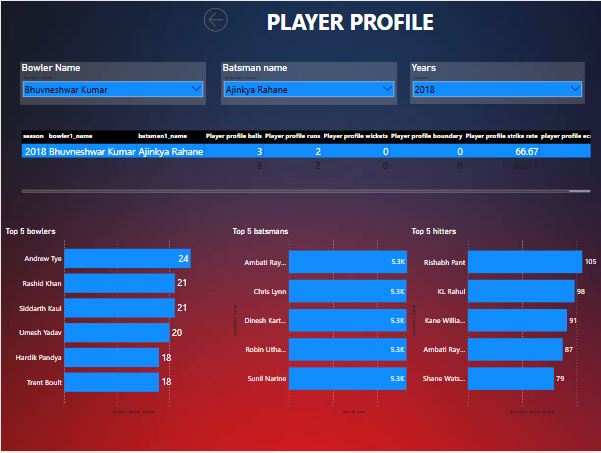 PLAYER PROFILE
Bowler Name
Batsman name
Years
Bhuvneshwar Kumar
Ajinkya Rahane
2018
season bowler1_name batsman1_name Player profile balls Player profile runs Player profile wickets Player profile boundary Player profile strike rate player profile eco
2018 Bhuvneshwar Kumar Ajinkya Rahane 3 2 0 0 66.67
3 2 0 0 66.67
Top 5 bowlers
Andrew Tye 24
Rashid Khan 21
Siddarth Kaul 21
Umesh Yadav 20
Hardik Pandya 18
Trent Boult 18
Top 5 batsmans
Ambati Ray... 5.3K
Chris Lynn 5.3K
Dinesh Kart... 5.3K
Robin Utha... 5.3K
Sunil Narine 5.3K
Top 5 hitters
Rishabh Pant 105
KL Rahul 98
Kane Willia... 91
Ambati Ray... 87
Shane Wats... 79